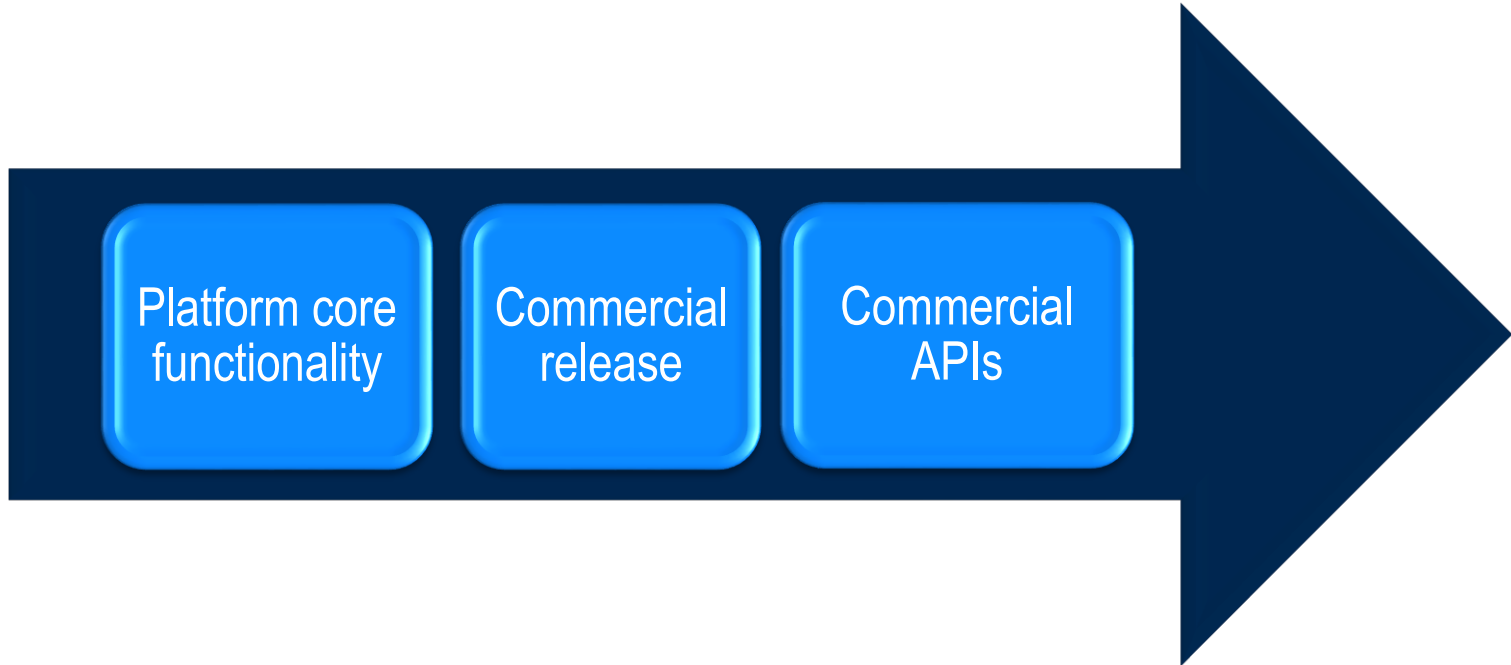 Platform core
functionality
Commercial
release
Commercial
APIs